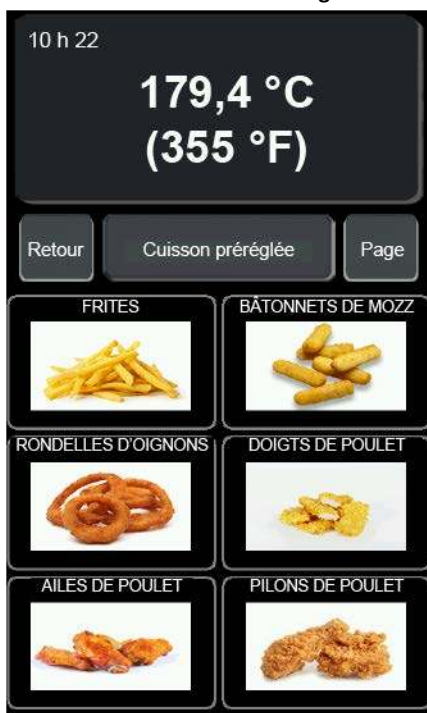 10 h 22
179,4 °C
(355 °F)
Retour
Cuisson préréglée
Page
FRITES
BÂTONNETS DE MOZZ
RONDELLES D'OIGNONS
DOIGTS DE POULET
AILES DE POULET
PILONS DE POULET